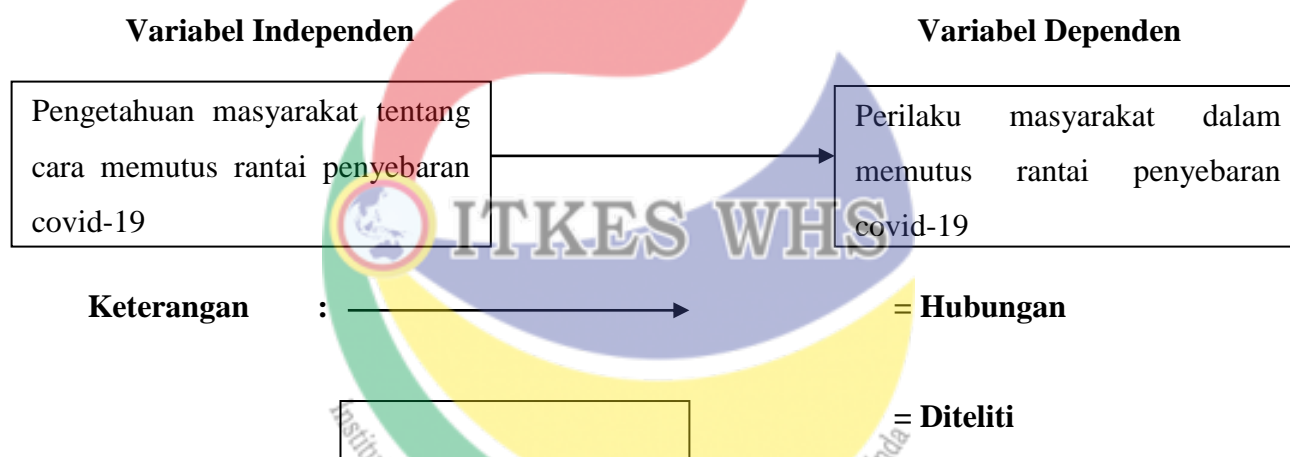 Variabel Independen Variabel Dependen
Pengetahuan masyarakat tentang
cara memutus rantai penyebaran
covid-19
Perilaku masyarakat dalam
memutus rantai penyebaran
covid-19
ITKES WHS
Keterangan : = Hubungan
= Diteliti